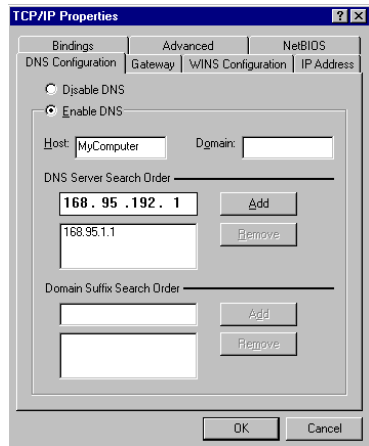 TCP/IP Properties
Bindings Advanced NetBIOS
DNS Configuration Gateway WINS Configuration IP Address
Disable DNS
Enable DNS
Host: MyComputer Domain:
DNS Server Search Order
168. 95 .192. 1 Add
168.95.1.1 Remove
Domain Suffix Search Order
Add
Remove
OK Cancel